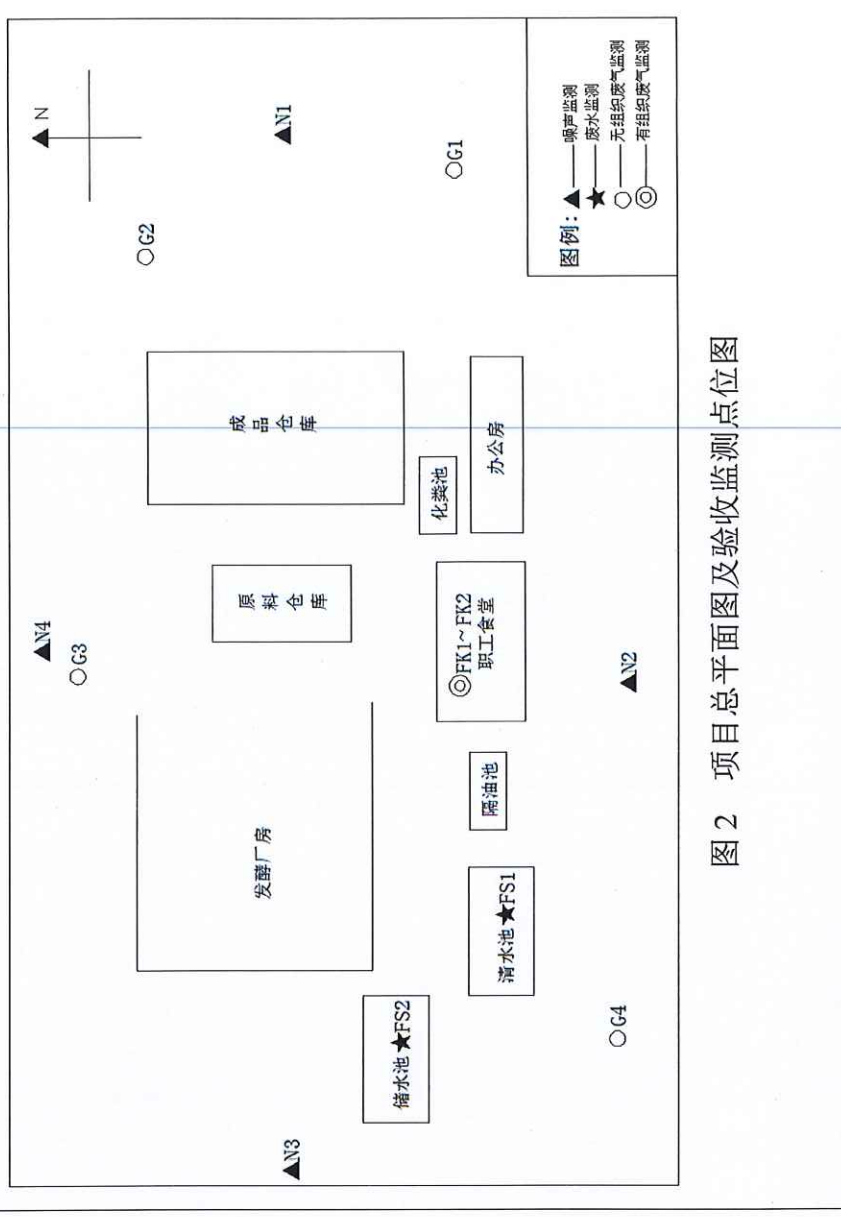 N
▲N4
○G3
○G2
▲N1
▲N3
发酵厂房
原料仓库
成品仓库
储水池 ★FS2
化粪池
○G1
清水池 ★FS1
隔油池
◎FK1~FK2
职工食堂
办公房
○G4
▲N2
图例:
▲——噪声监测
★——废水监测
○——无组织废气监测
◎——有组织废气监测
图 2 项目总平面图及验收监测点位图